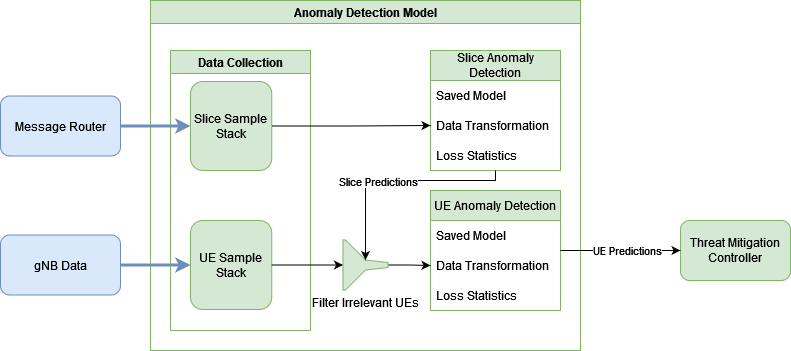 Anomaly Detection Model
Data Collection
Slice Anomaly
Detection
Saved Model
Data Transformation
Loss Statistics
Message Router
Slice Sample
Stack
Slice Predictions
UE Anomaly Detection
Saved Model
Data Transformation
Loss Statistics
gNB Data
UE Sample
Stack
Filter Irrelevant UEs
UE Predictions
Threat Mitigation
Controller